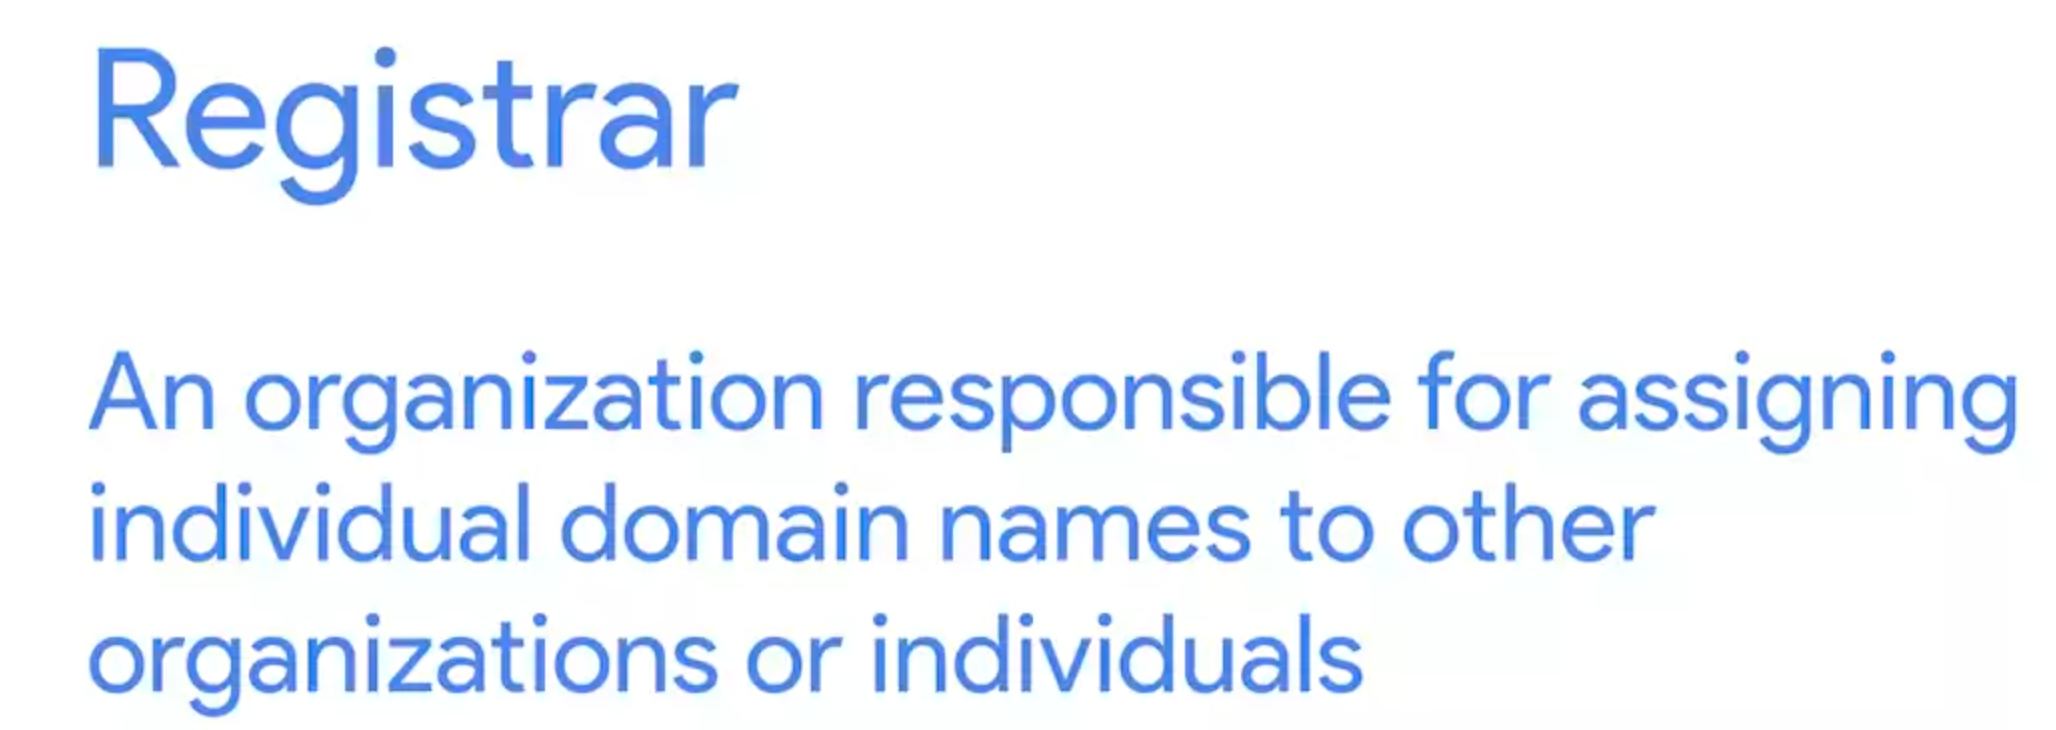 Registrar
An organization responsible for assigning
individual domain names to other
organizations or individuals